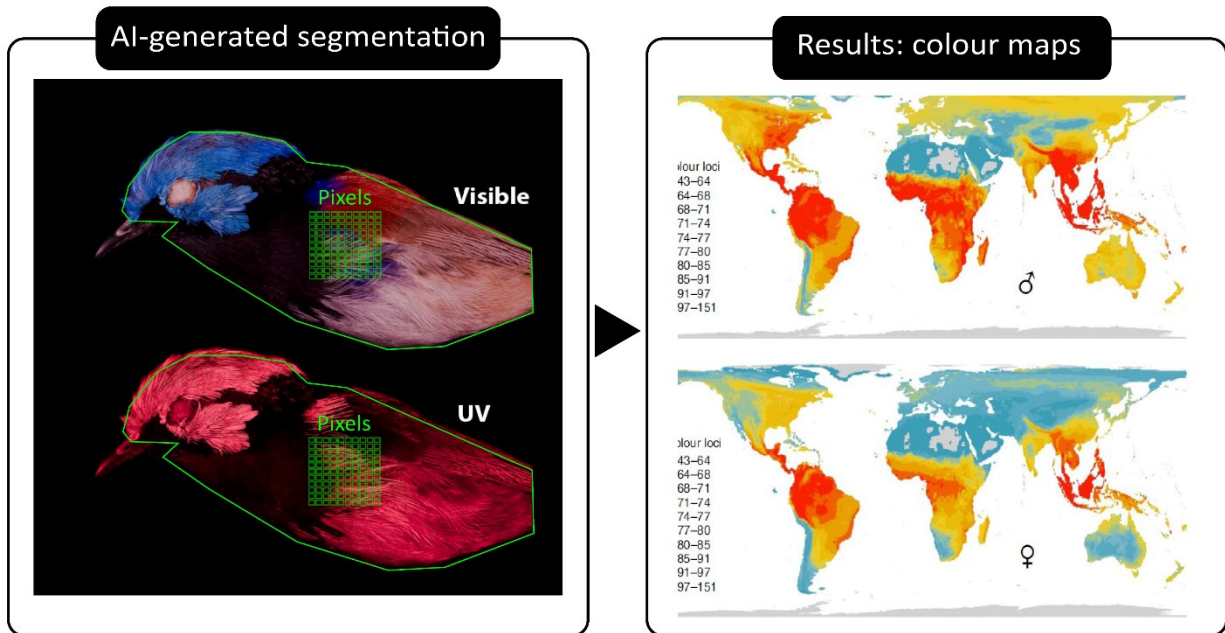 AI-generated segmentation
Visible
Pixels
UV
Pixels
Results: colour maps
olour loci
43–64
64–68
68–71
71–74
74–77
77–80
80–85
85–91
91–97
97–151
♂
olour loci
43–64
64–68
68–71
71–74
74–77
77–80
80–85
85–91
91–97
97–151
♀